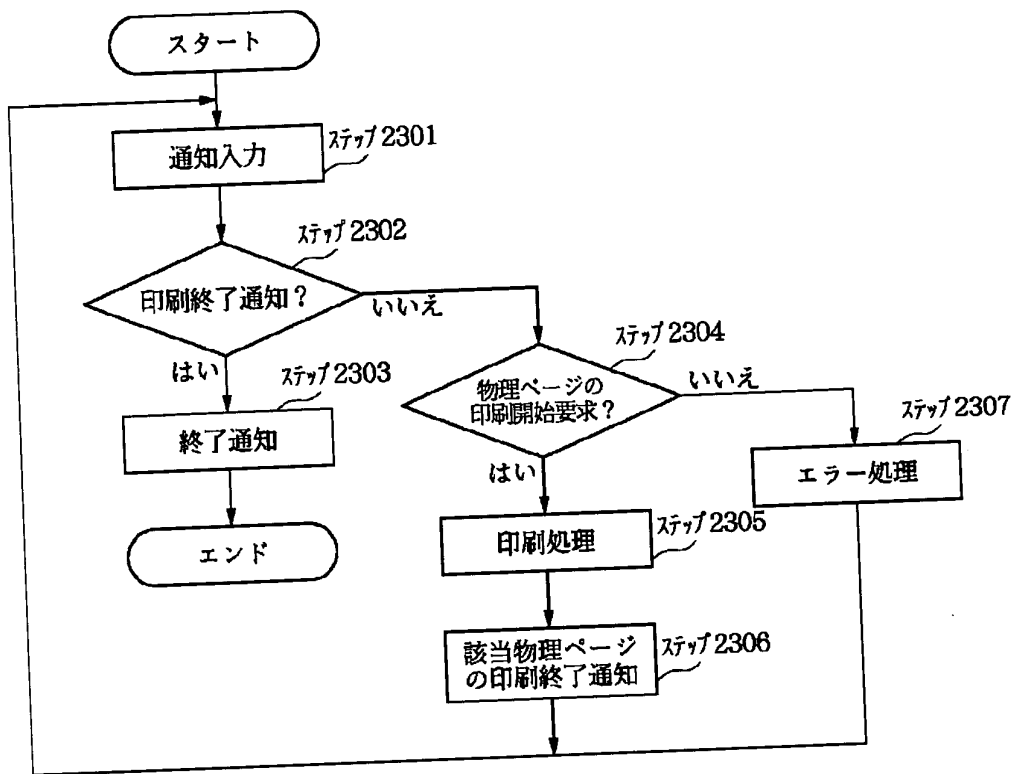 スタート
通知入力
ステップ2301
印刷終了通知？
ステップ2302
いいえ
はい
終了通知
ステップ2303
エンド
物理ページの
印刷開始要求？
ステップ2304
いいえ
はい
エラー処理
ステップ2307
印刷処理
ステップ2305
該当物理ページ
の印刷終了通知
ステップ2306